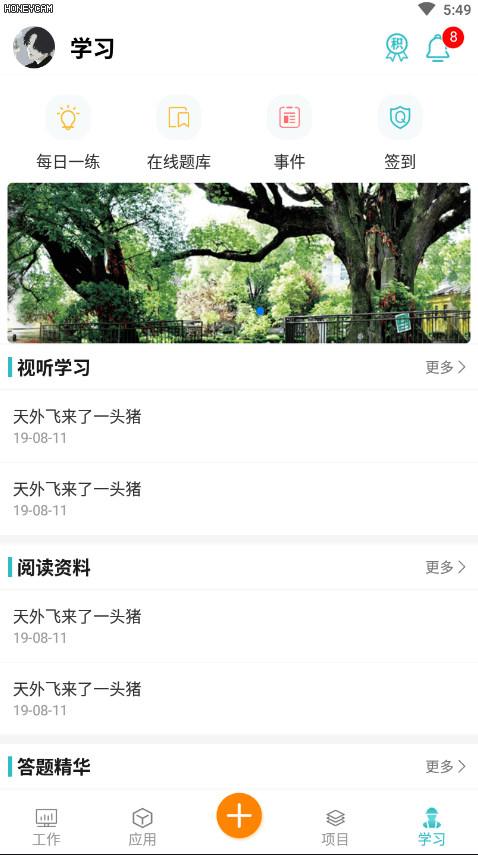 HONEYCAM
5:49
学习
积
8
每日一练
在线题库
事件
签到
视听学习
更多
天外飞来了一头猪
19-08-11
天外飞来了一头猪
19-08-11
阅读资料
更多
天外飞来了一头猪
19-08-11
天外飞来了一头猪
19-08-11
答题精华
更多
工作
应用
项目
学习